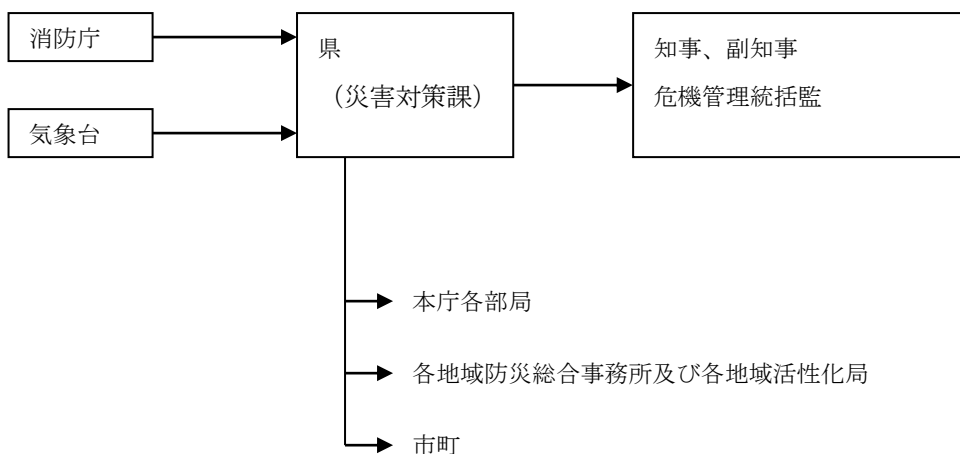 消防庁
気象台
県
（災害対策課）
知事、副知事
危機管理統括監
本庁各部局
各地域防災総合事務所及び各地域活性化局
市町